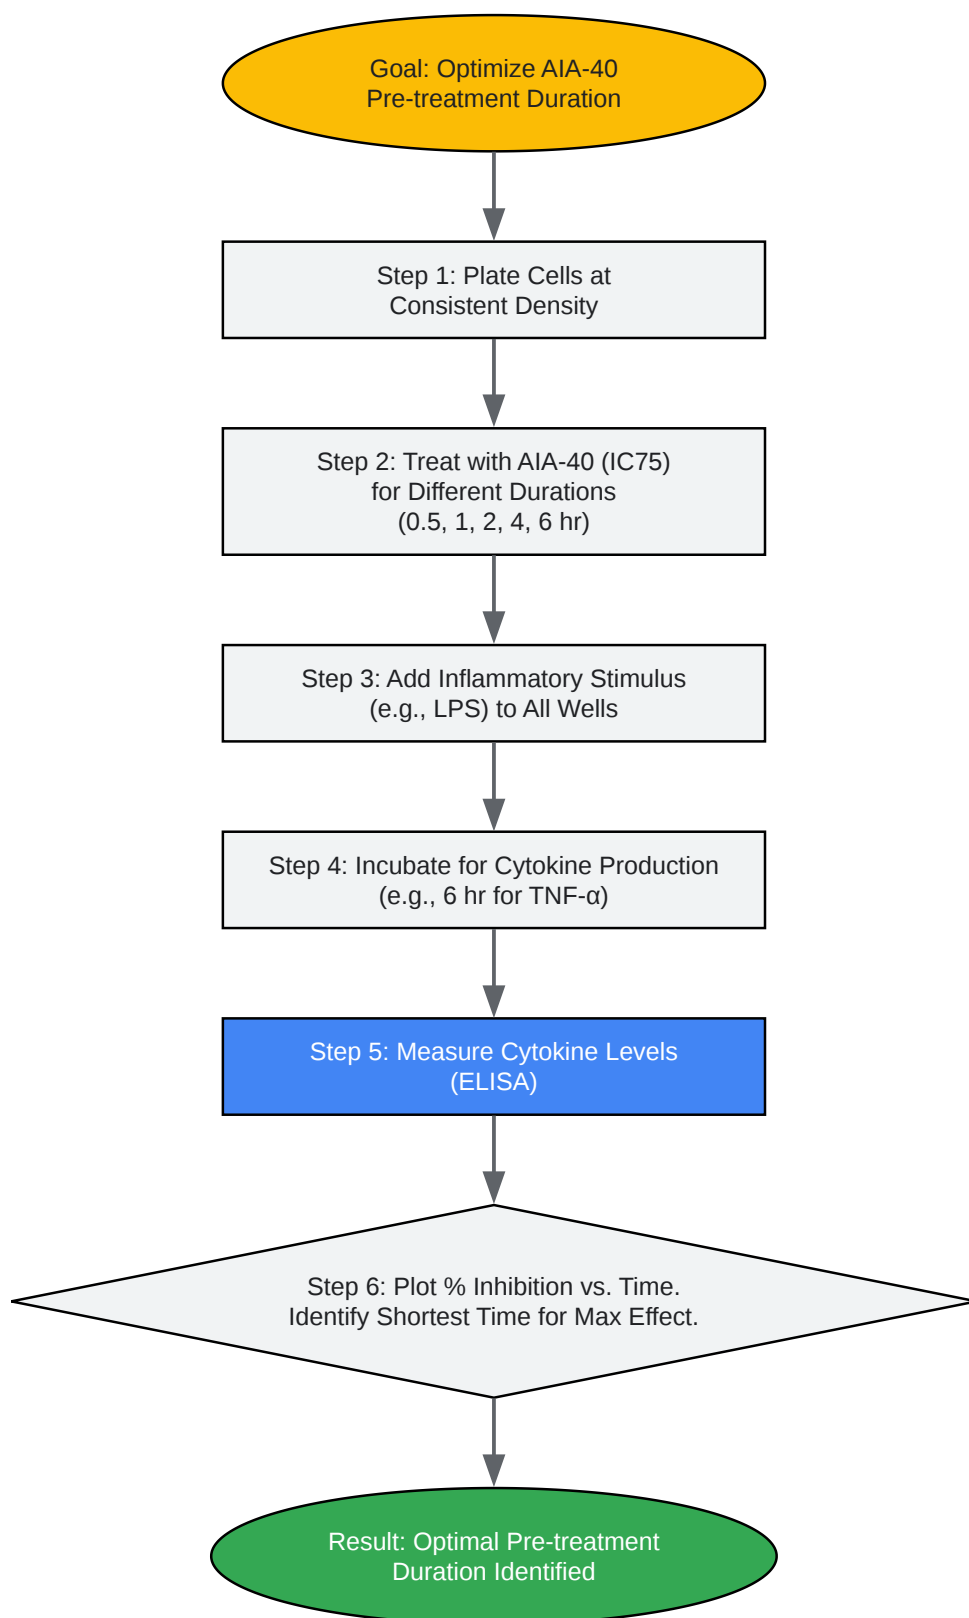 Goal: Optimize AIA-40
Pre-treatment Duration
Step 1: Plate Cells at
Consistent Density
Step 2: Treat with AIA-40 (IC75)
for Different Durations
(0.5, 1, 2, 4, 6 hr)
Step 3: Add Inflammatory Stimulus
(e.g., LPS) to All Wells
Step 4: Incubate for Cytokine Production
(e.g., 6 hr for TNF-α)
Step 5: Measure Cytokine Levels
(ELISA)
Step 6: Plot % Inhibition vs. Time.
Identify Shortest Time for Max Effect.
Result: Optimal Pre-treatment
Duration Identified